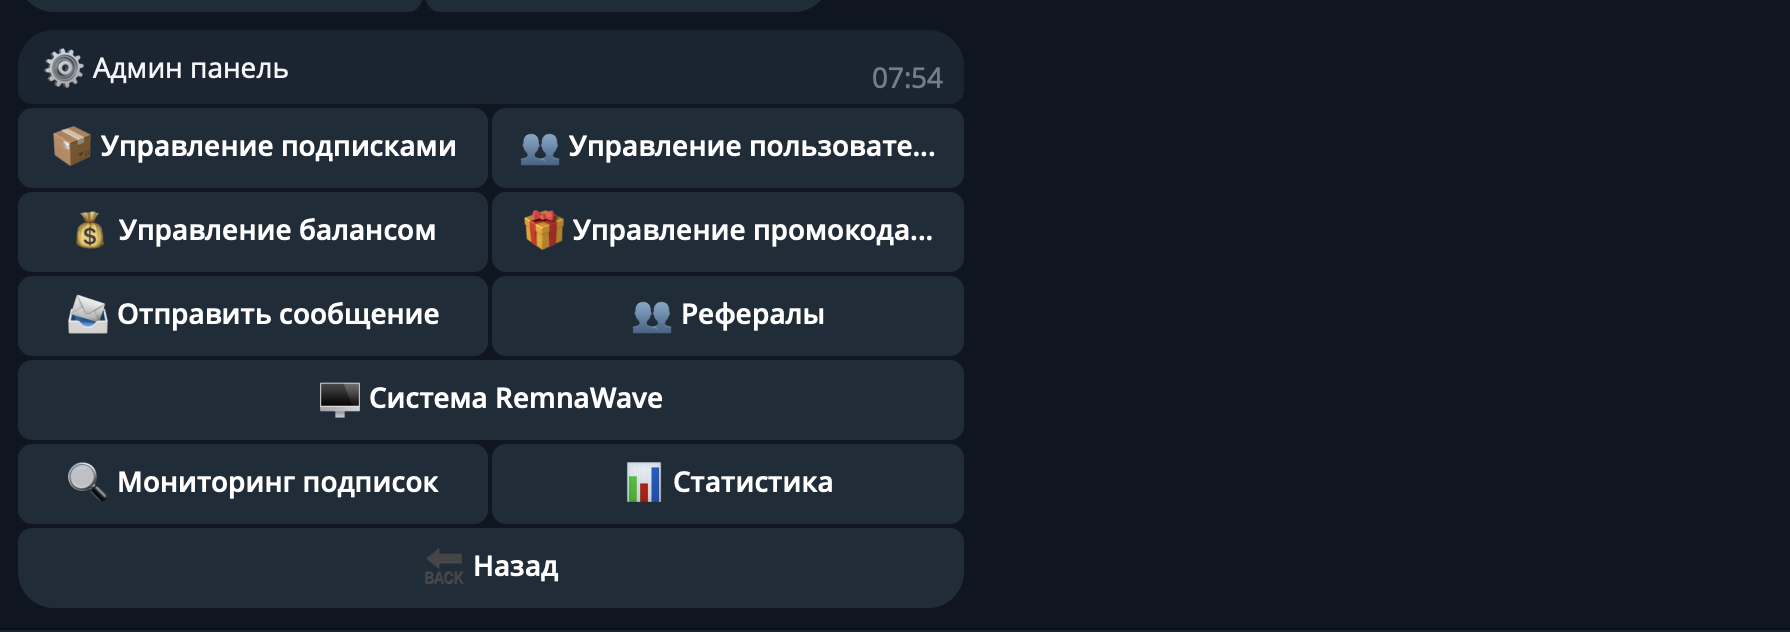 Админ панель
07:54
Управление подписками
Управление пользовате...
Управление балансом
Управление промокода...
Отправить сообщение
Рефералы
Система RemnaWave
Мониторинг подписок
Статистика
BACK Назад